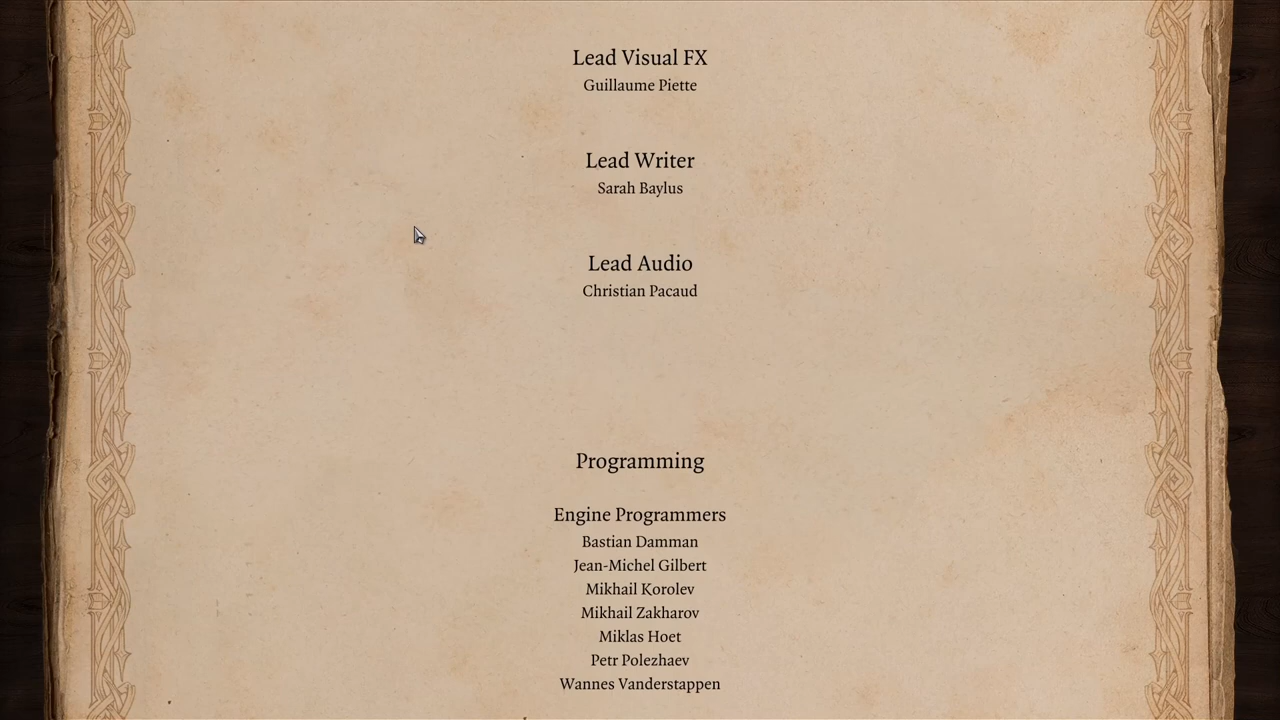 Lead Visual FX
Guillaume Piette
Lead Writer
Sarah Baylus
Lead Audio
Christian Pacaud
Programming
Engine Programmers
Bastian Damman
Jean-Michel Gilbert
Mikhail Korolev
Mikhail Zakharov
Miklas Hoet
Petr Polezhaev
Wannes Vanderstappen